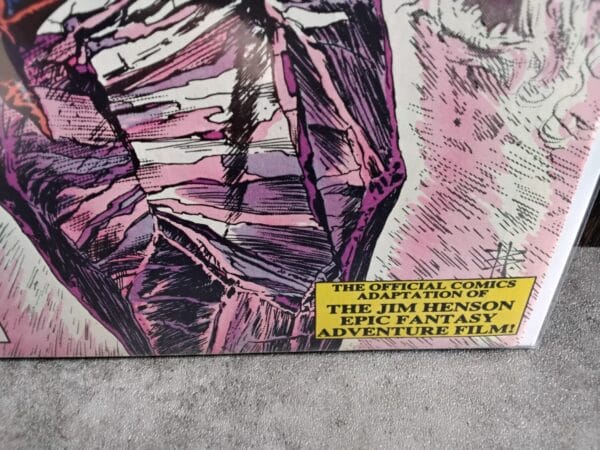 THE OFFICIAL COMICS
ADAPTATION OF
THE JIM HENSON
EPIC FANTASY
ADVENTURE FILM!